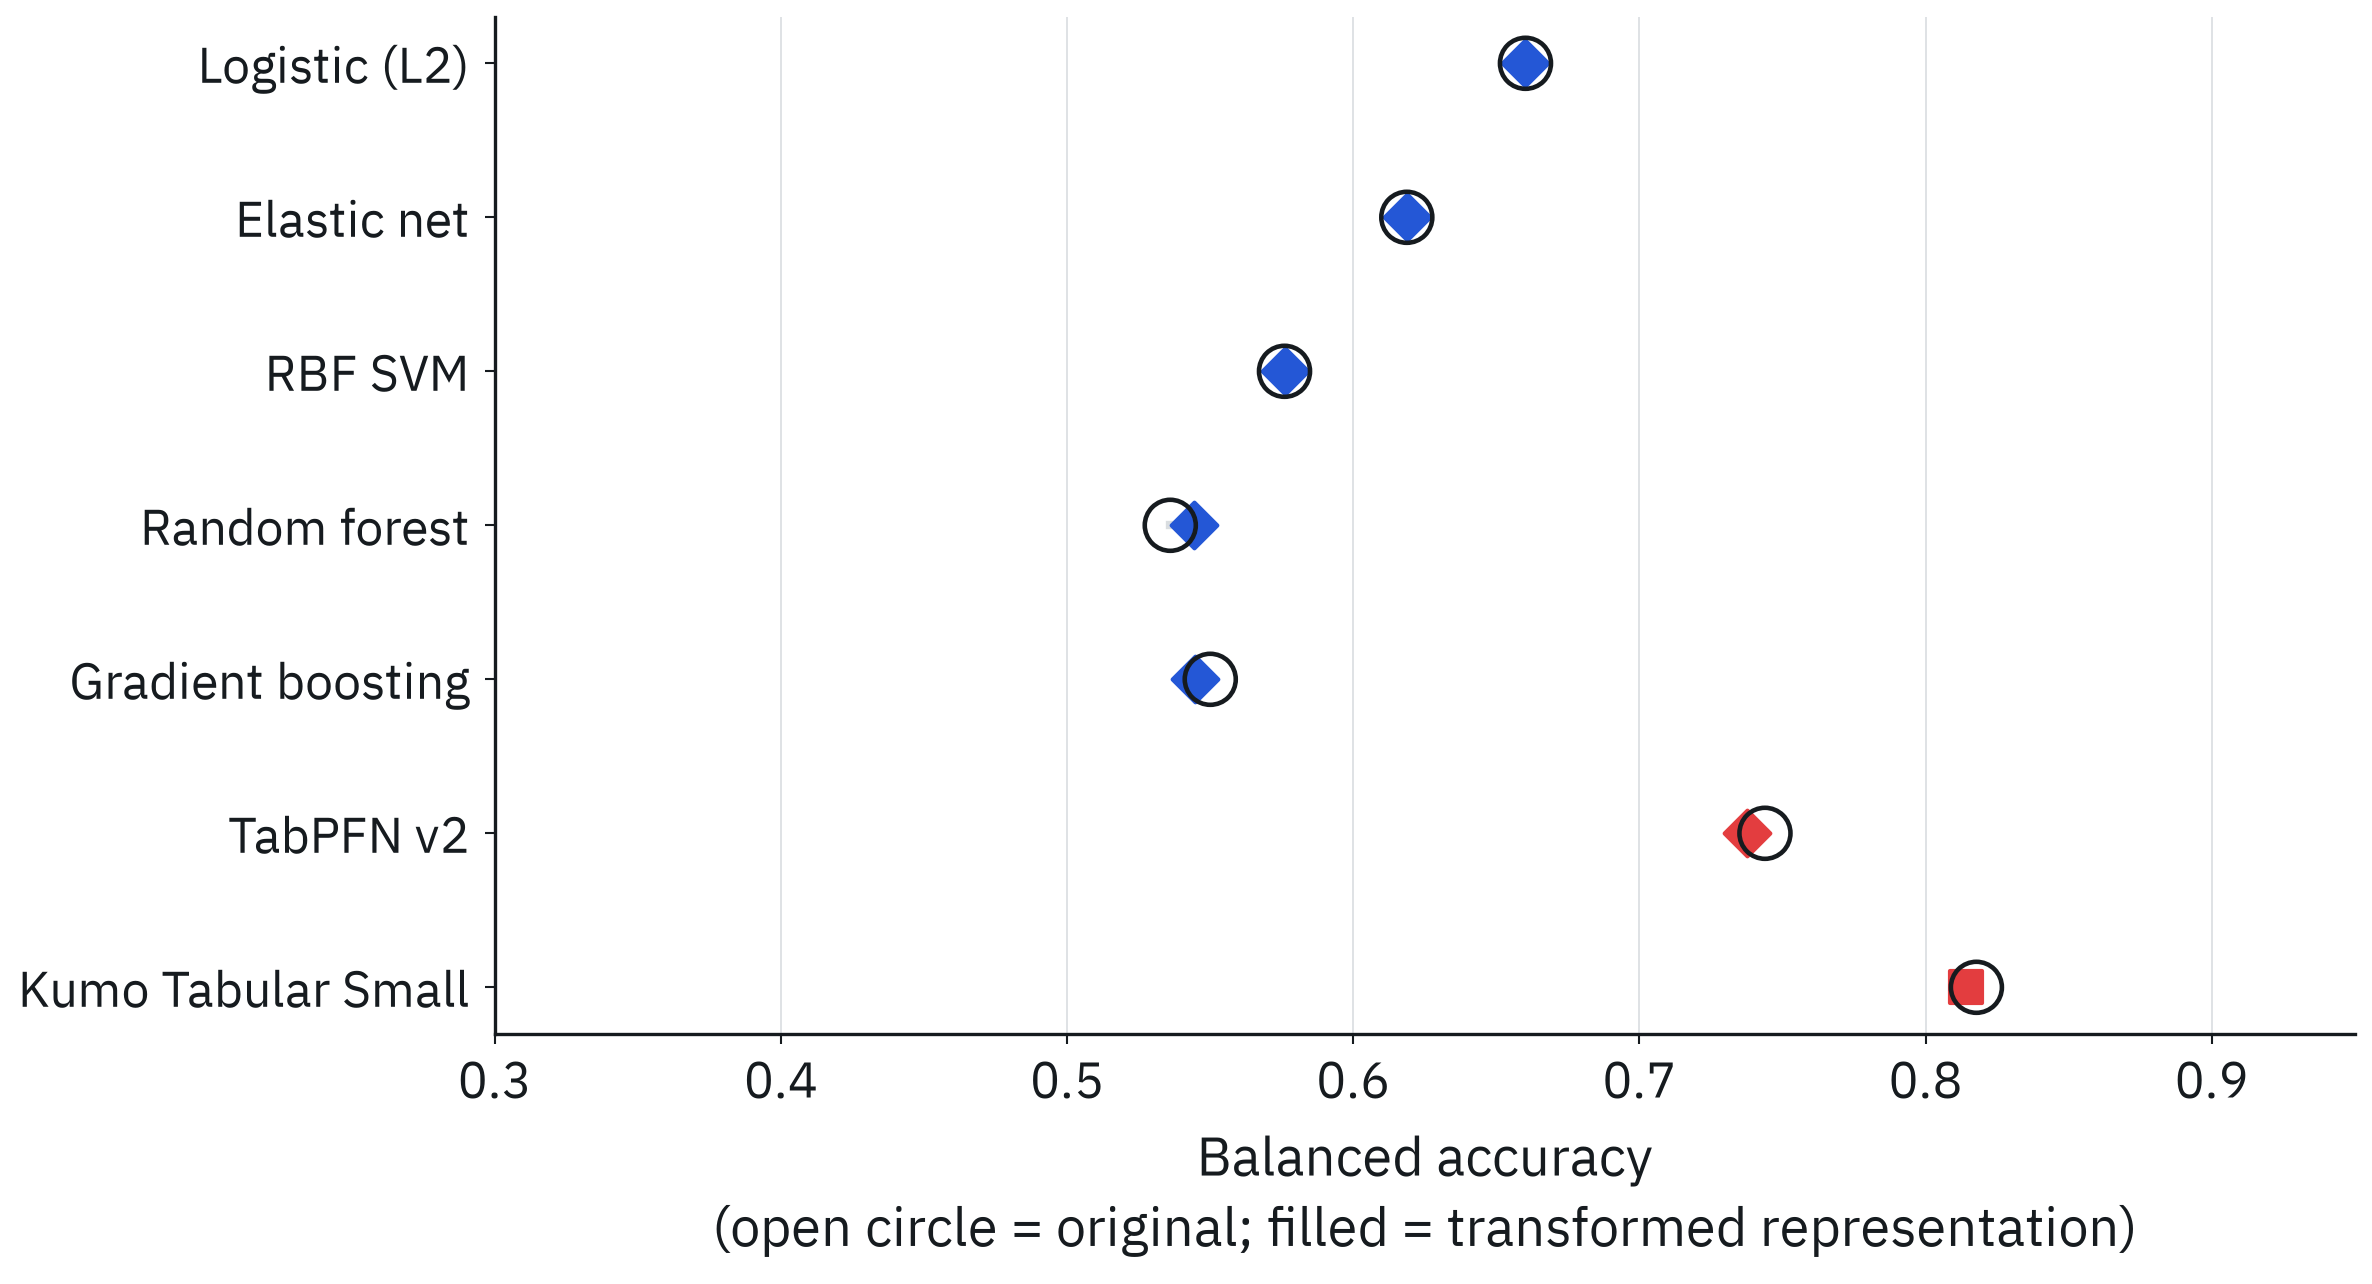 Logistic (L2)
Elastic net
RBF SVM
Random forest
Gradient boosting
TabPFN v2
Kumo Tabular Small
0.3 0.4 0.5 0.6 0.7 0.8 0.9
Balanced accuracy
(open circle = original; filled = transformed representation)